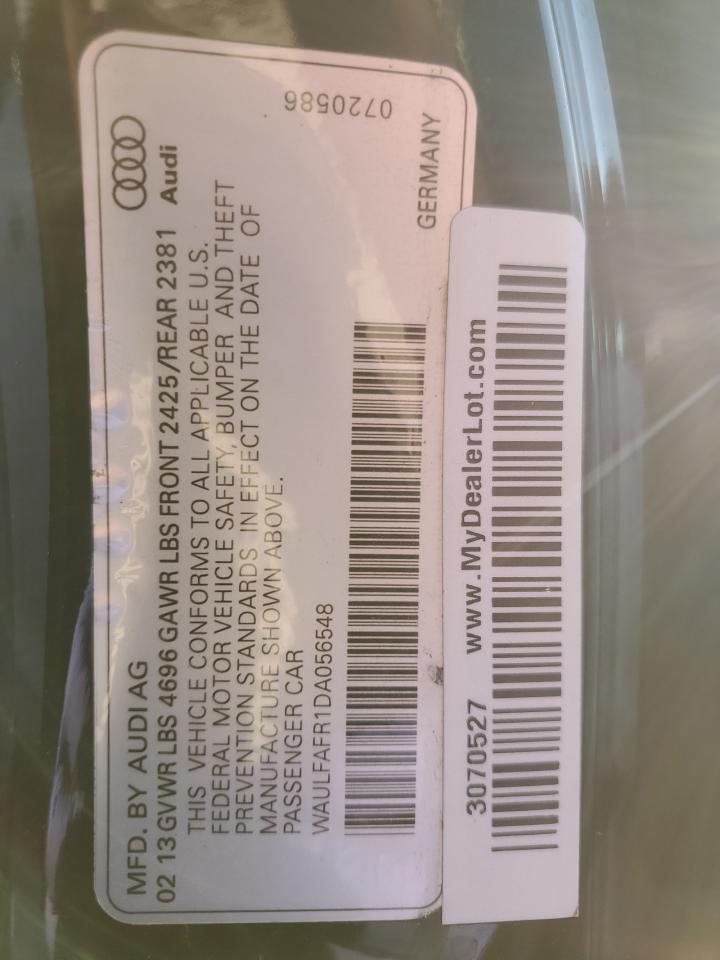 MFD. BY AUDI AG
02 13 GVWR LBS 4696 GAWR LBS FRONT 2425/REAR 2381
Audi
THIS VEHICLE CONFORMS TO ALL APPLICABLE U.S.
FEDERAL MOTOR VEHICLE SAFETY, BUMPER AND THEFT
PREVENTION STANDARDS IN EFFECT ON THE DATE OF
MANUFACTURE SHOWN ABOVE.
PASSENGER CAR
WAULFAFR1DA056548
0720586
GERMANY
3070527 www.MyDealerLot.com